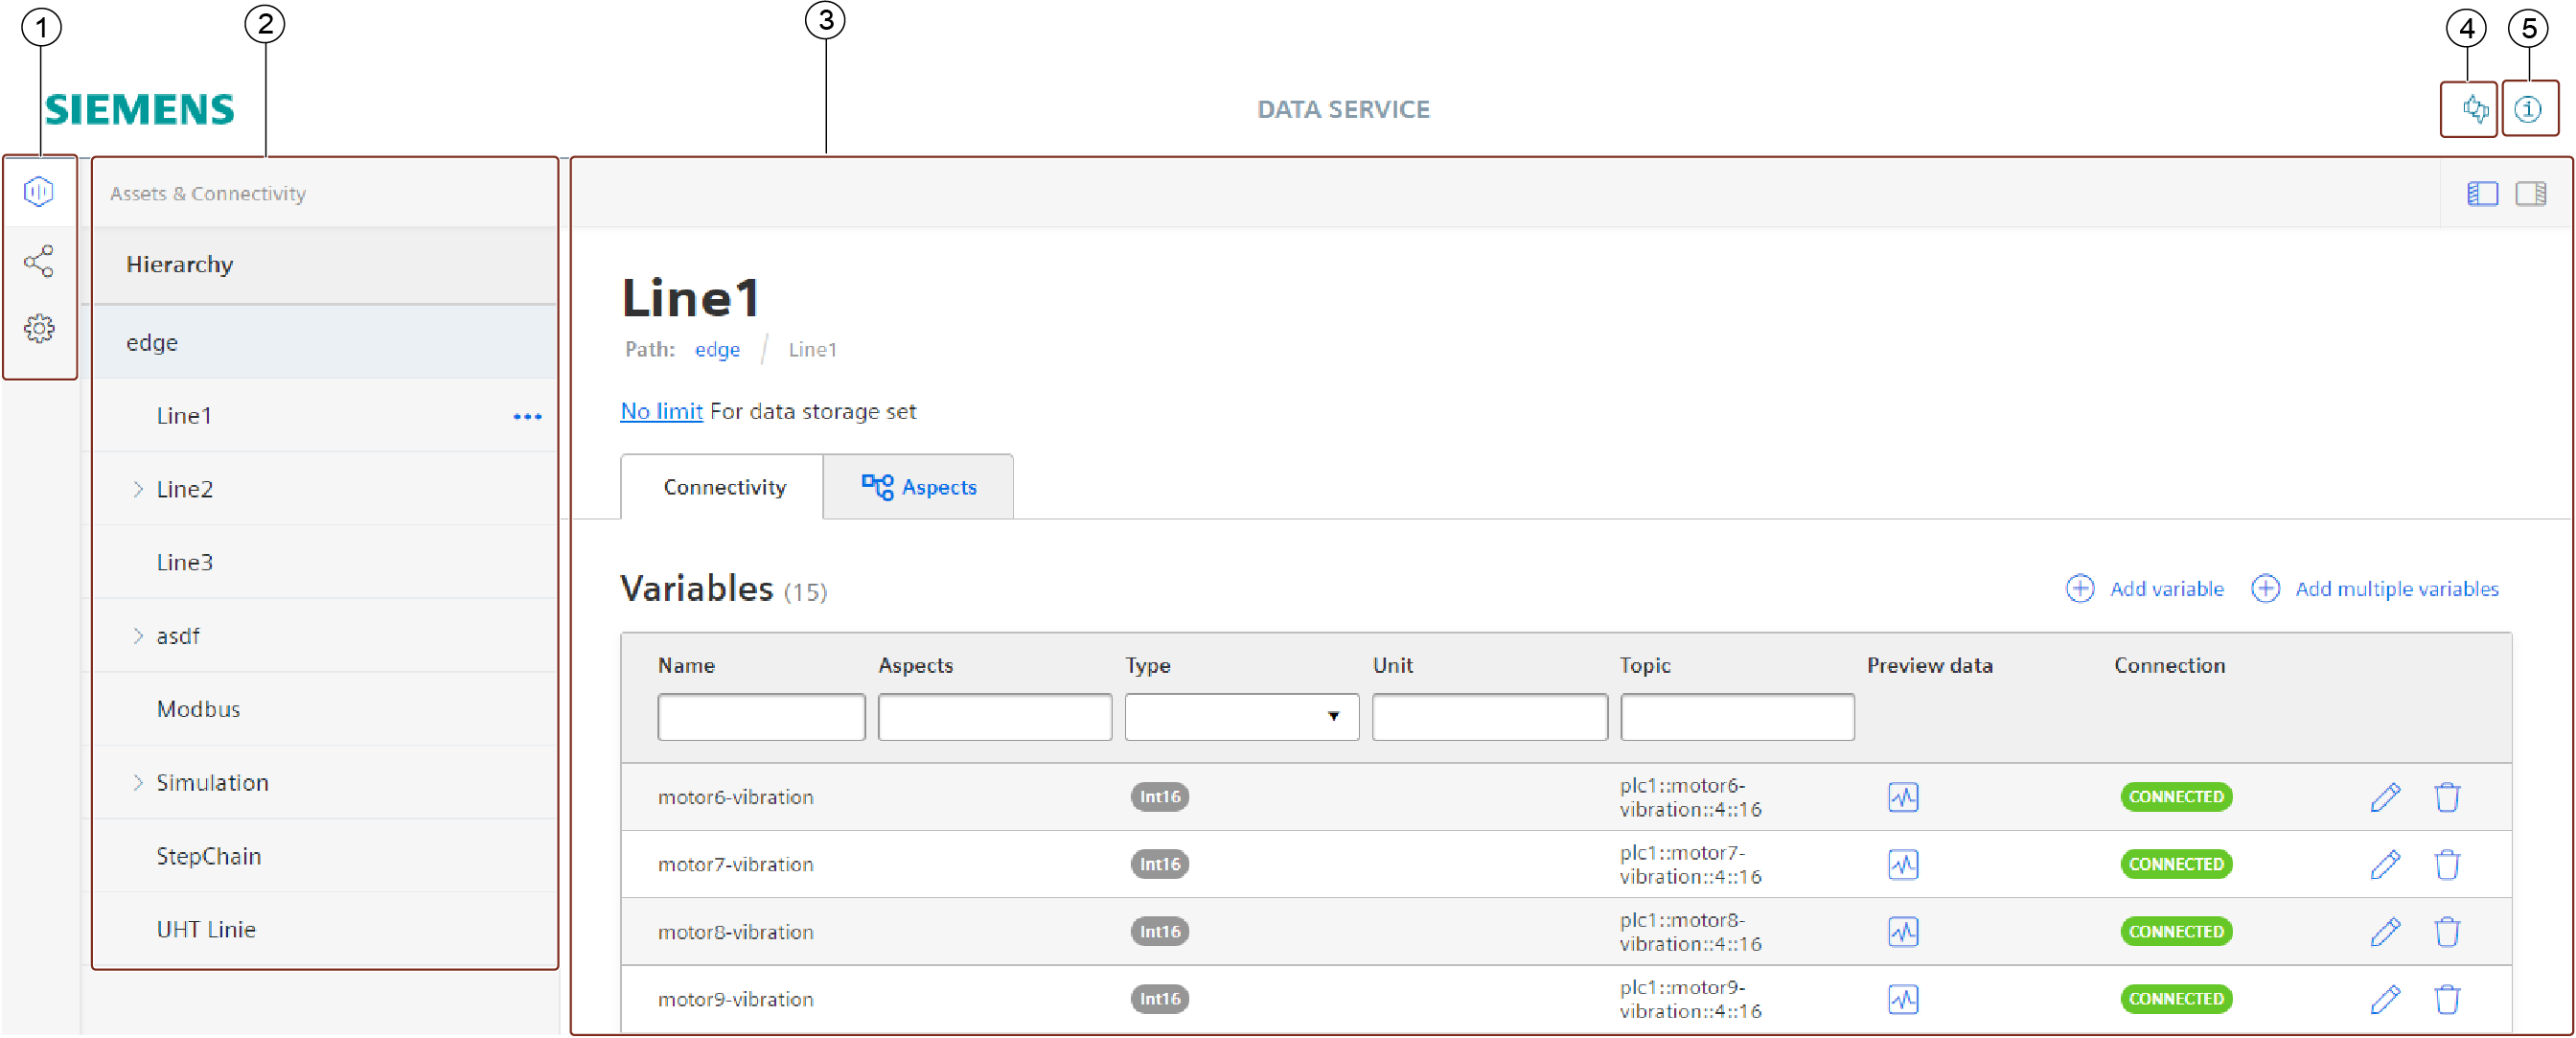 1 2 3 4 5
SIEMENS
DATA SERVICE
Assets & Connectivity
Hierarchy
edge
Line1
Line2
Line3
asdf
Modbus
Simulation
StepChain
UHT Linie
Line1
Path: edge / Line1
No limit For data storage set
Connectivity
Aspects
Variables (15)
Add variable
Add multiple variables
Name Aspects Type Unit Topic Preview data Connection
motor6-vibration Int16 plc1::motor6-
vibration::4::16 CONNECTED
motor7-vibration Int16 plc1::motor7-
vibration::4::16 CONNECTED
motor8-vibration Int16 plc1::motor8-
vibration::4::16 CONNECTED
motor9-vibration Int16 plc1::motor9-
vibration::4::16 CONNECTED